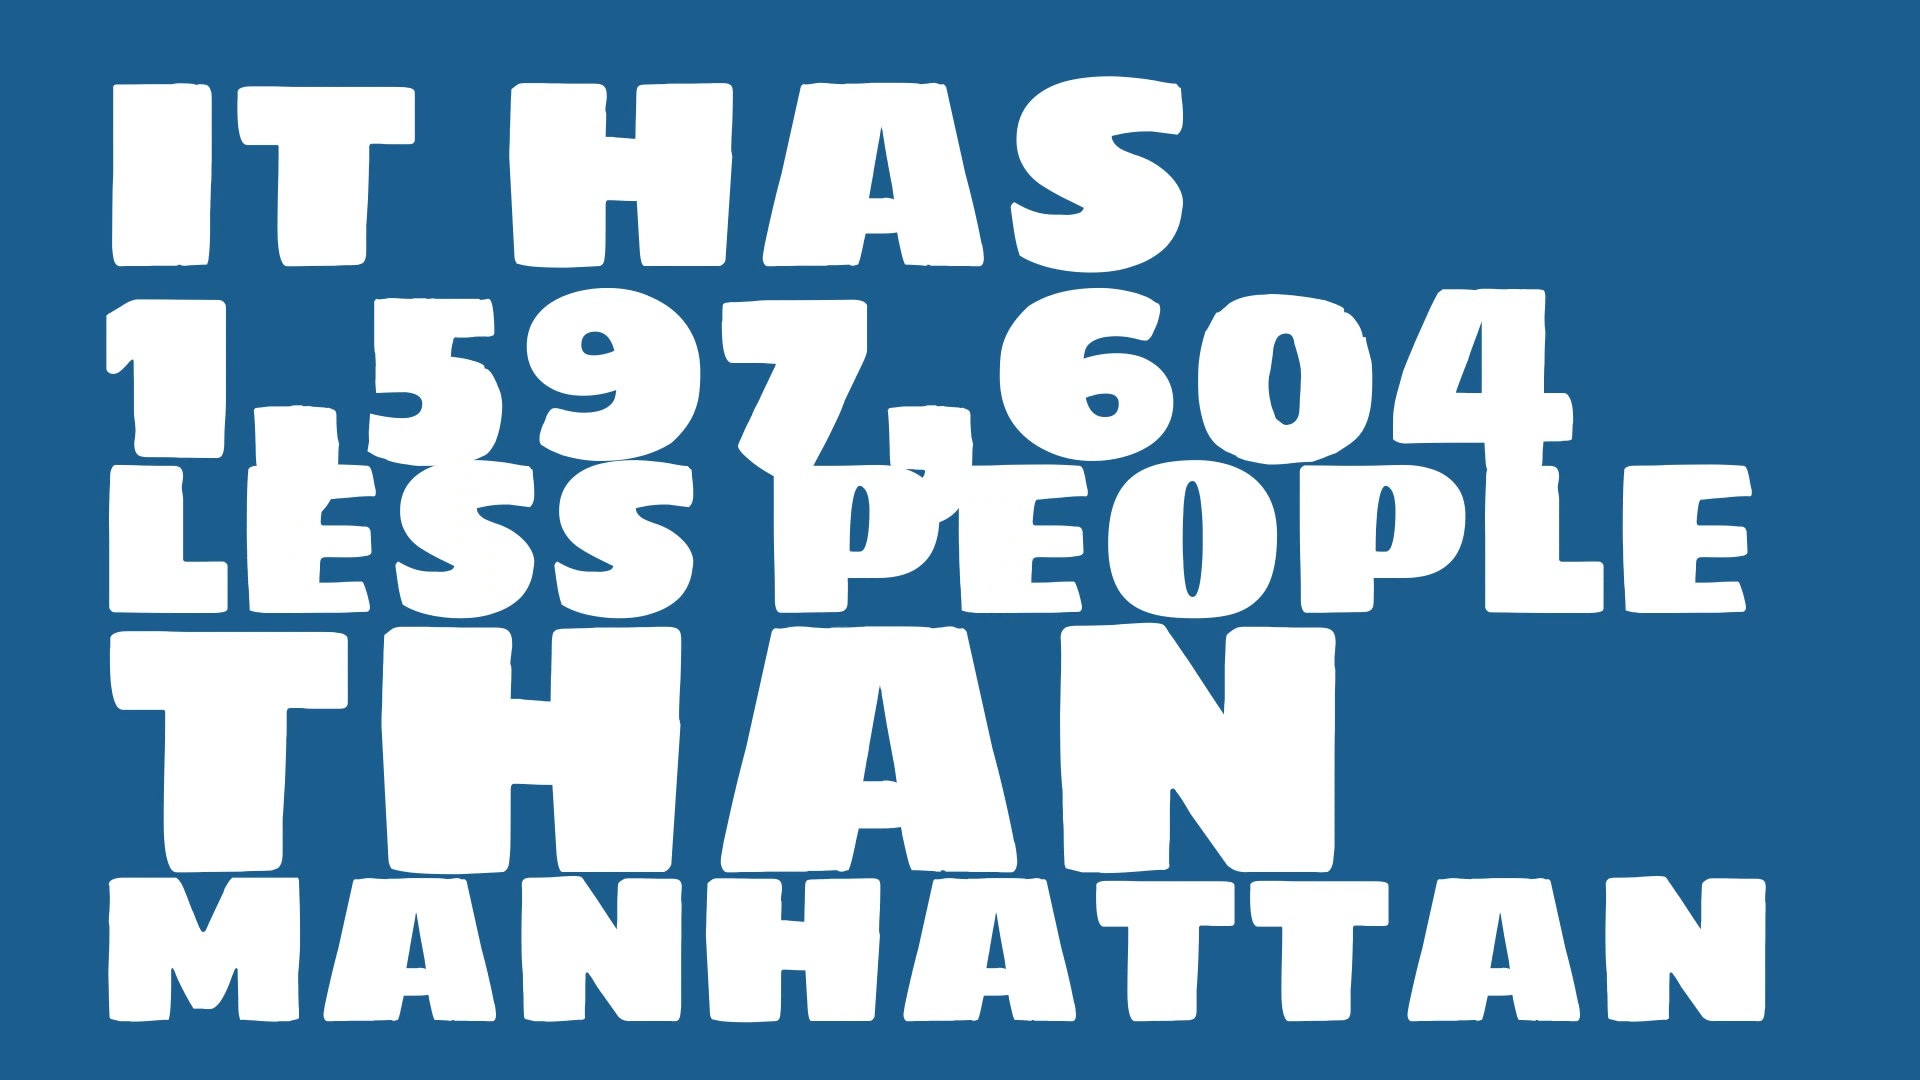 IT HAS
1,597,604
LESS PEOPLE
THAN
MANHATTAN